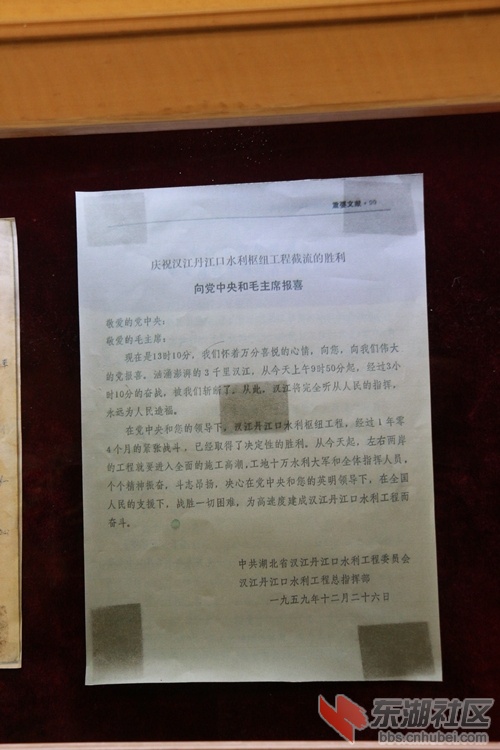 重要文献·59
庆祝汉江丹江口水利枢纽工程截流的胜利
向党中央和毛主席报喜
敬爱的党中央:
敬爱的毛主席:
现在是13时10分,我们怀着万分喜悦的心情,向您,向我们伟大
的党报喜。汹涌澎湃的3千里汉江,从今天上午9时50分起,经过3小
时10分的奋战,被我们斩断了。从此,汉江将完全听从人民的指挥,
永远为人民造福。
在党中央和您的领导下,汉江丹江口水利枢纽工程,经过1年零
4个月的紧张战斗,已经取得了决定性的胜利。从今天起,左右两岸
的工程就要进入全面的施工高潮,工地十万水利大军和全体指挥人员,
个个精神振奋,斗志昂扬,决心在党中央和您的英明领导下,在全国
人民的支援下,战胜一切困难,为高速度建成汉江丹江口水利工程而
奋斗。
中共湖北省汉江丹江口水利工程委员会
汉江丹江口水利工程总指挥部
一九五九年十二月二十六日
东湖社区
bbs.cnhubei.com